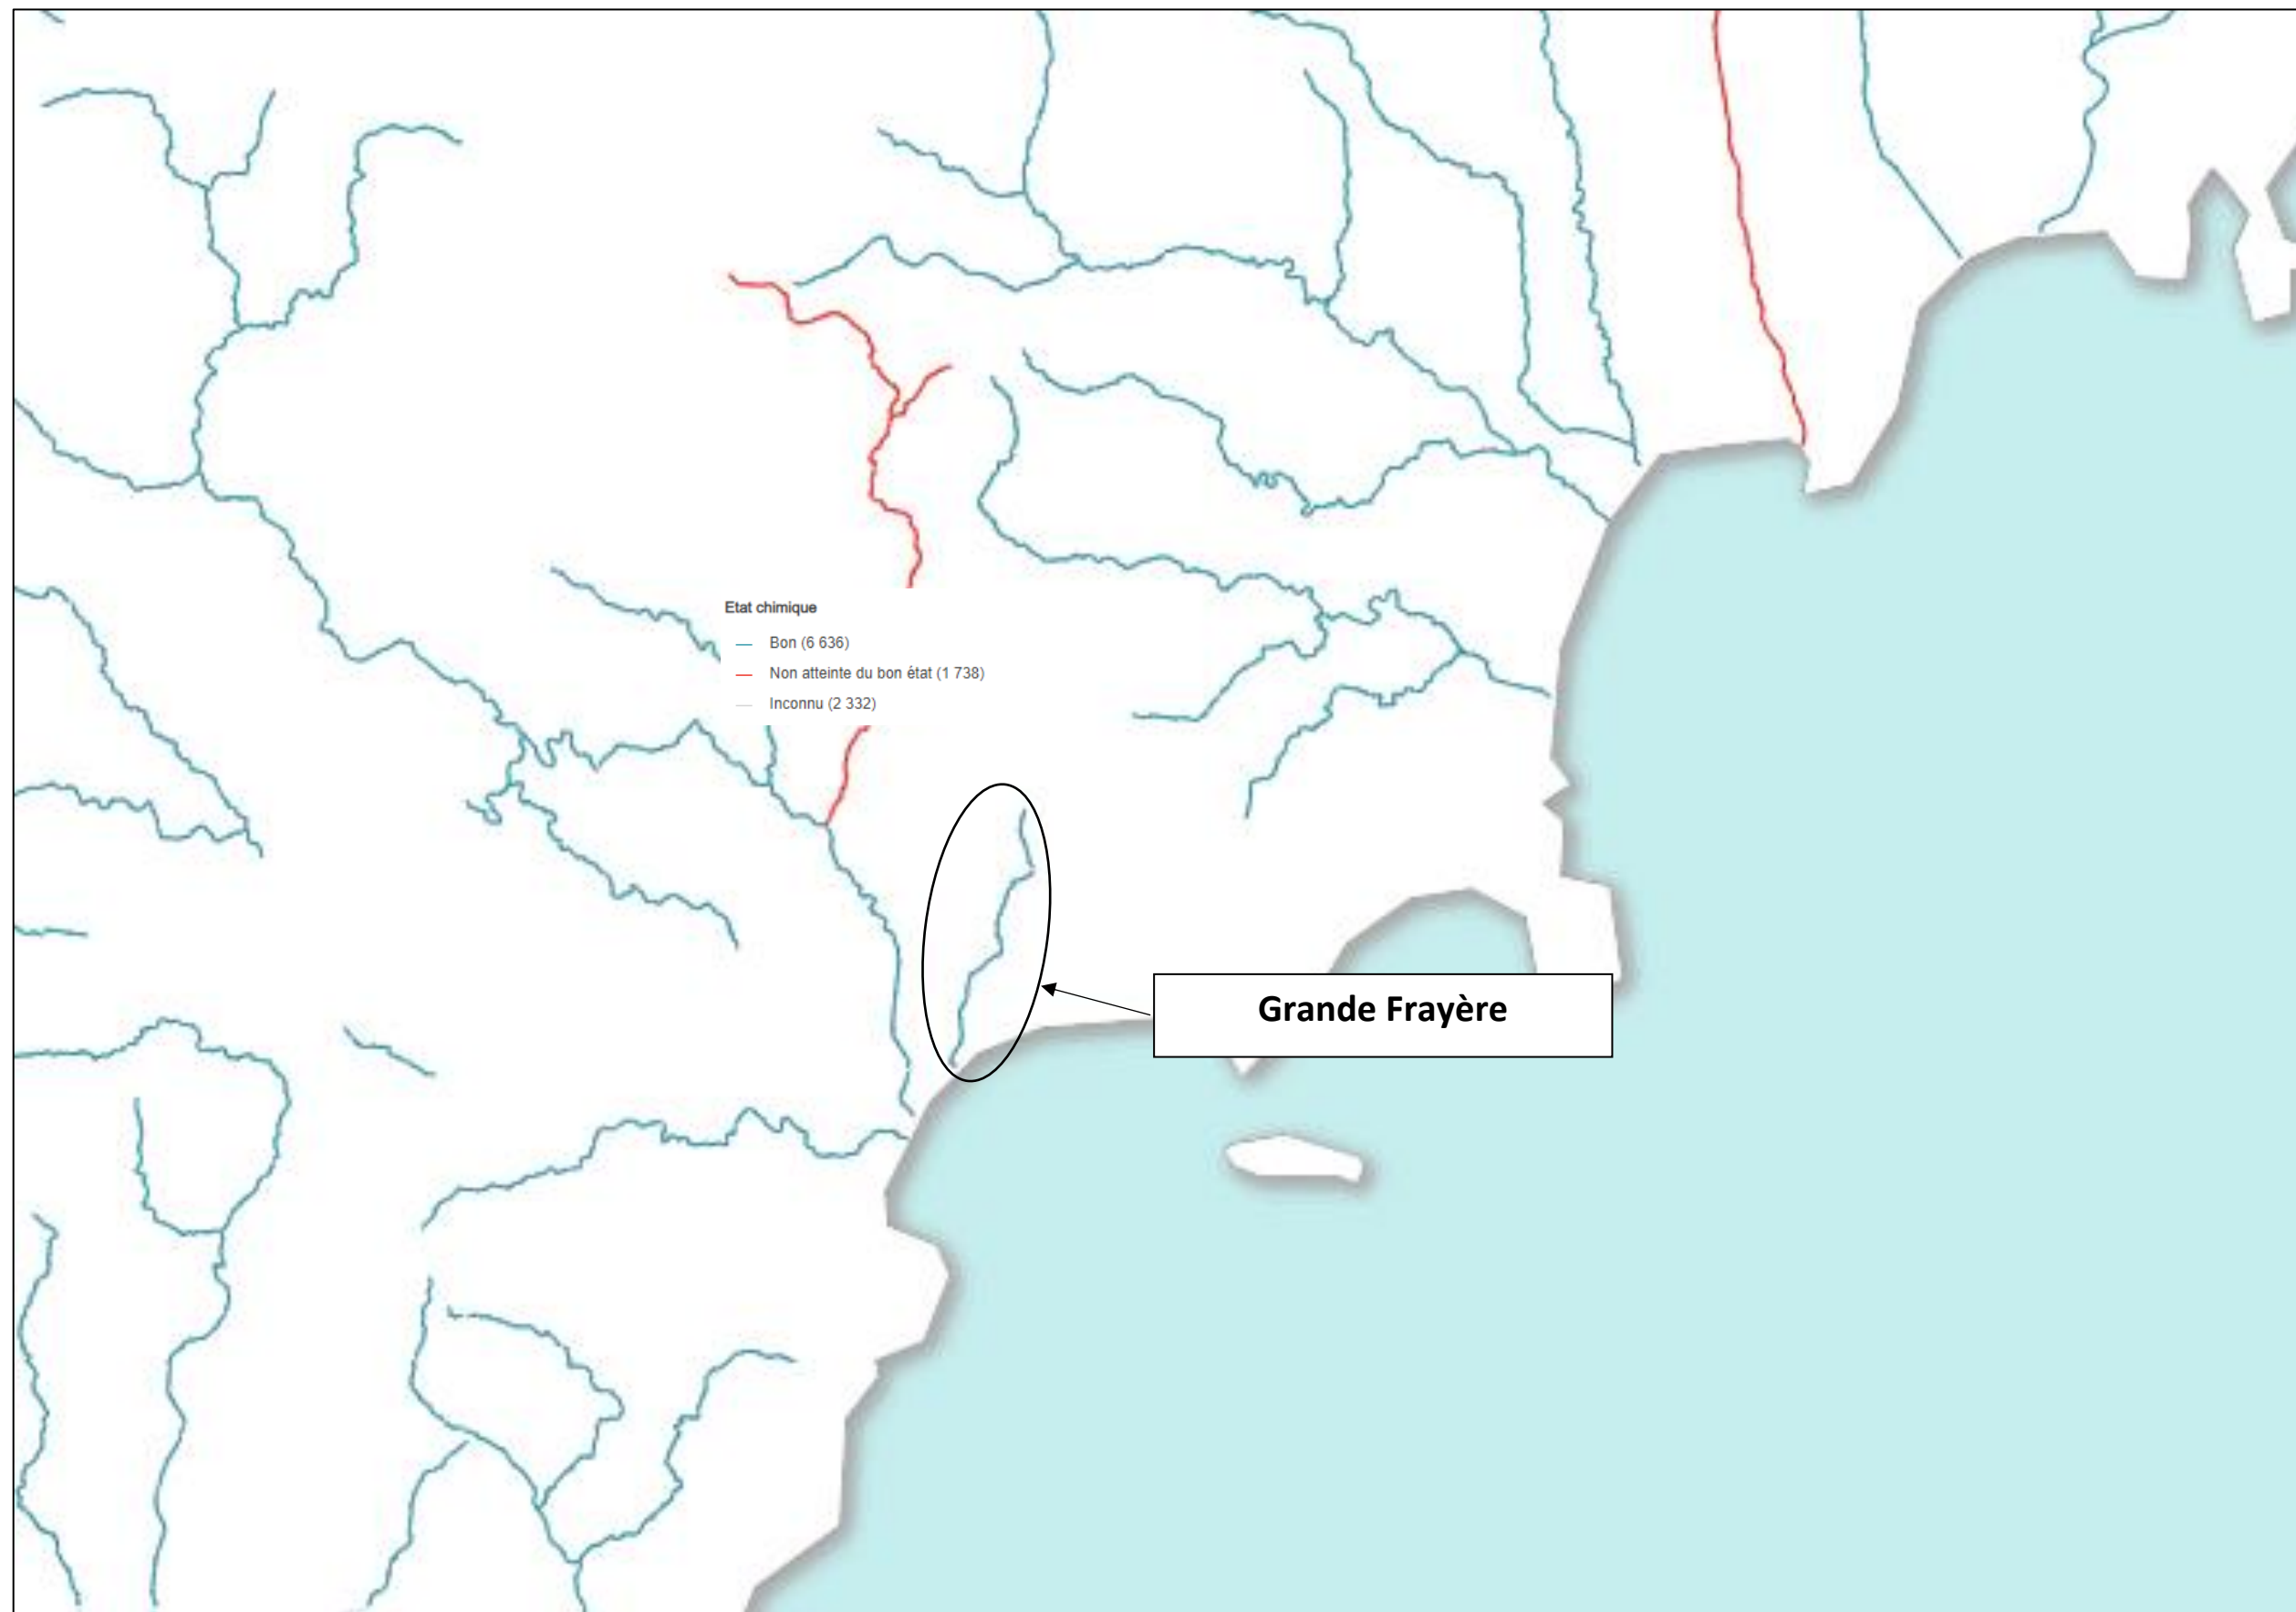 Etat chimique
Bon (6 636)
Non atteinte du bon état (1 738)
Inconnu (2 332)
Grande Frayère